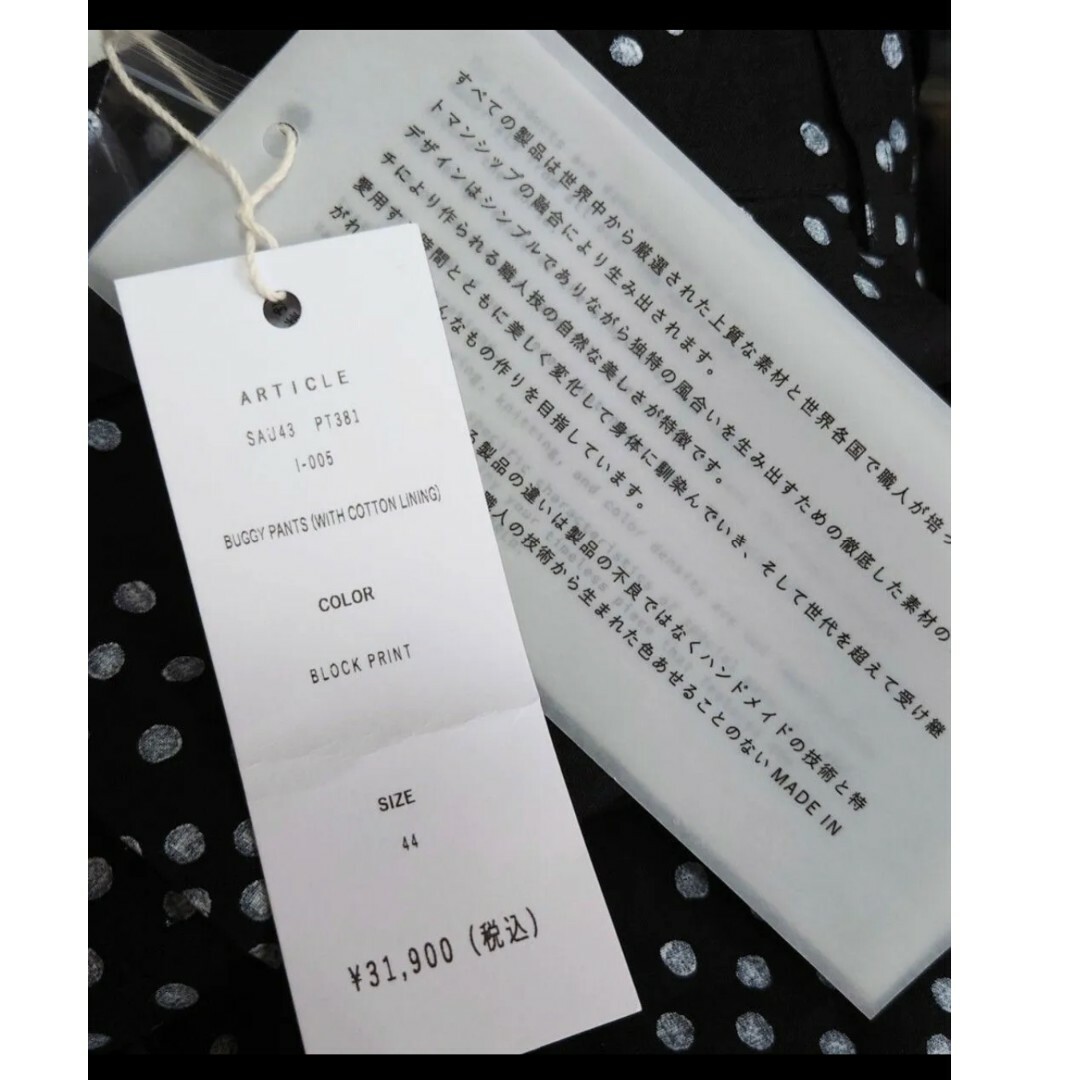 ARTICLE
SAU43 PT381
I-005
BUGGY PANTS (WITH COTTON LINING)
COLOR
BLOCK PRINT
SIZE
44
¥31,900 (税込)
すべての製品は世界中から厳選された上質な素材と世界各国で職人が培っ
トマンシップの融合により生み出されます。
デザインはシンプルでありながら独特の風合いを生み出すための徹底した素材の
チにより作られる職人技の自然な美しさが特徴です。
愛用す 時間とともに美しく変化して身体に馴染んでいき、そして世代を超えて受け継
がれ んなもの作りを目指しています。
る製品の違いは製品の不良ではなくハンドメイドの技術と特
職人の技術から生まれた色あせることのない MADE IN